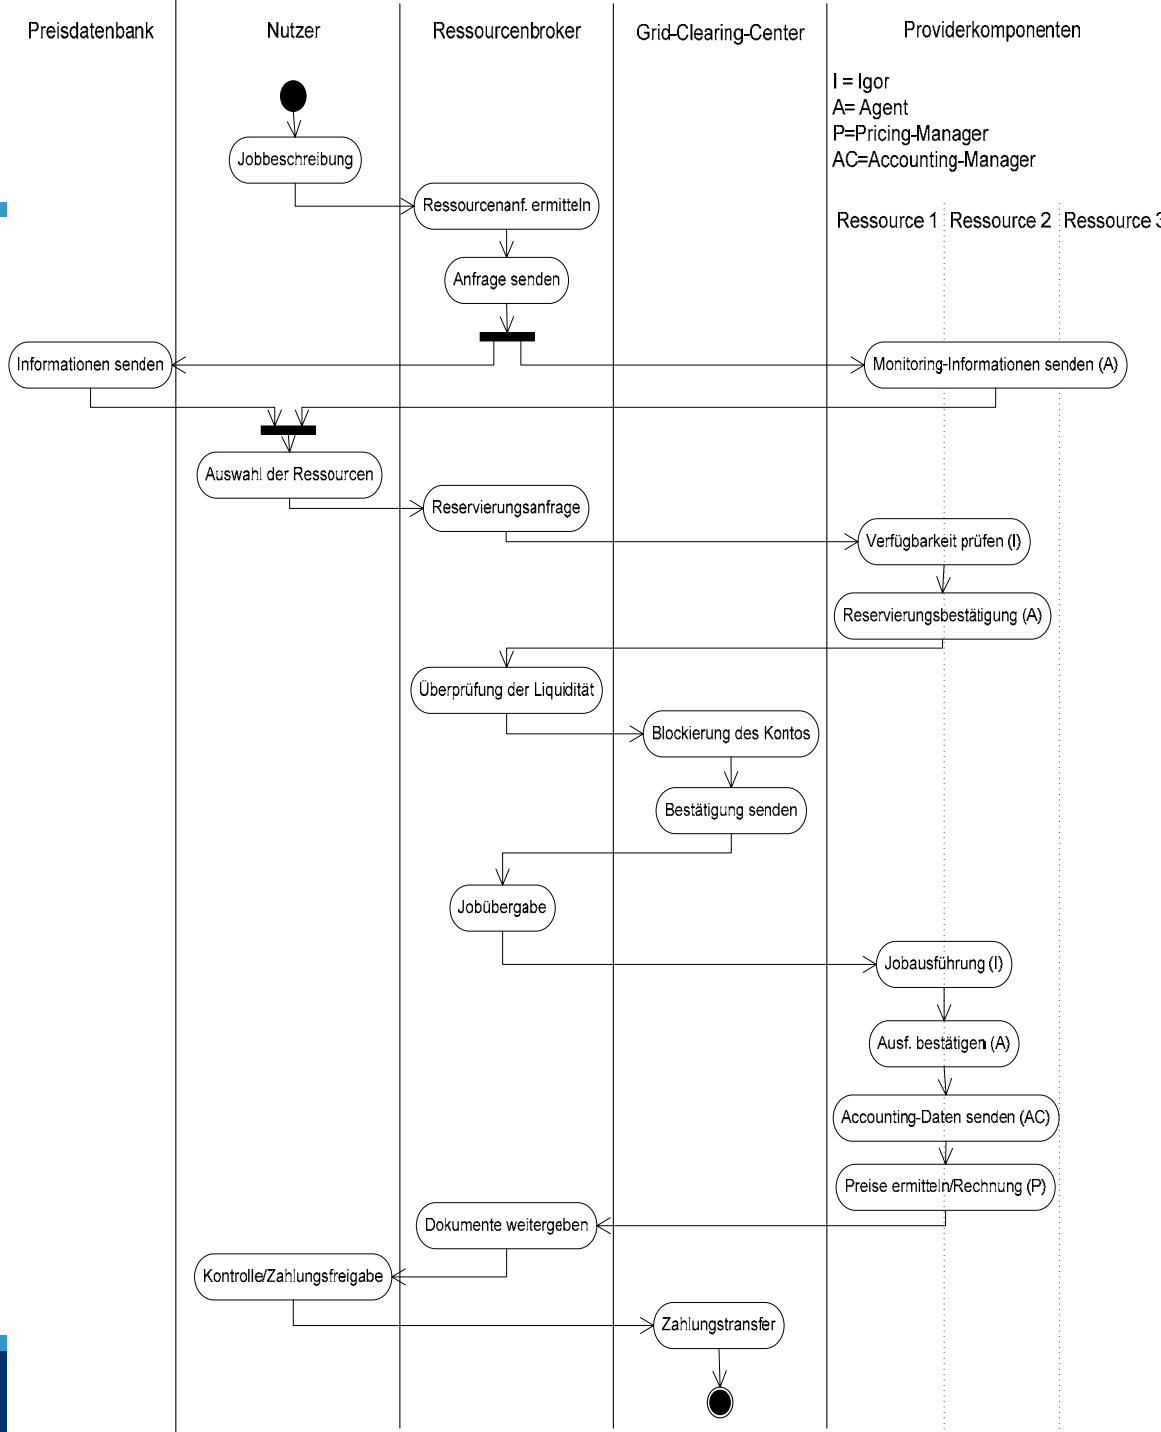 Preisdatenbank
Nutzer
Ressourcenbroker
Grid-Clearing-Center
Providerkomponenten
I = Igor
A= Agent
P=Pricing-Manager
AC=Accounting-Manager
Ressource 1
Ressource 2
Ressource 3
Jobbeschreibung
Ressourcenanf. ermitteln
Anfrage senden
Informationen senden
Monitoring-Informationen senden (A)
Auswahl der Ressourcen
Reservierungsanfrage
Verfügbarkeit prüfen (I)
Reservierungsbestätigung (A)
Überprüfung der Liquidität
Blockierung des Kontos
Bestätigung senden
Jobübergabe
Jobausführung (I)
Ausf. bestätigen (A)
Accounting-Daten senden (AC)
Preise ermitteln/Rechnung (P)
Dokumente weitergeben
Kontrolle/Zahlungsfreigabe
Zahlungstransfer